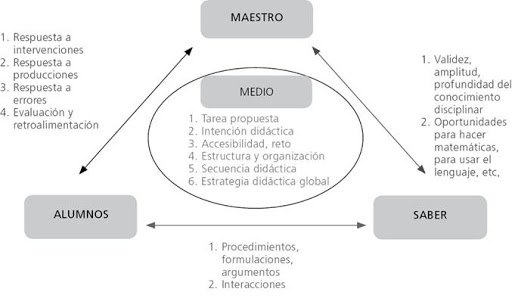 MAESTRO
1. Respuesta a
intervenciones
2. Respuesta a
producciones
3. Respuesta a
errores
4. Evaluación y
retroalimentación
MEDIO
1. Tarea propuesta
2. Intención didáctica
3. Accesibilidad, reto
4. Estructura y organización
5. Secuencia didáctica
6. Estrategia didáctica global
1. Validez,
amplitud,
profundidad del
conocimiento
disciplinar
2. Oportunidades
para hacer
matemáticas,
para usar el
lenguaje, etc,
ALUMNOS
SABER
1. Procedimientos,
formulaciones,
argumentos
2. Interacciones